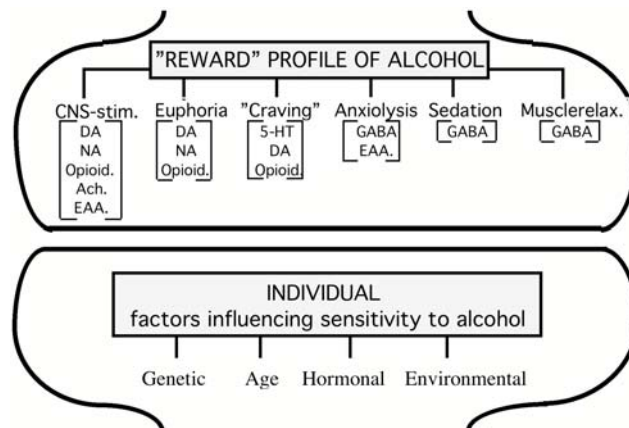 "REWARD" PROFILE OF ALCOHOL
CNS-stim. Euphoria "Craving" Anxiolysis Sedation Musclerelax.
DA DA 5-HT GABA GABA GABA
NA NA DA EAA.
Opioid. Opioid. Opioid.
Ach.
EAA.
INDIVIDUAL
factors influencing sensitivity to alcohol
Genetic Age Hormonal Environmental